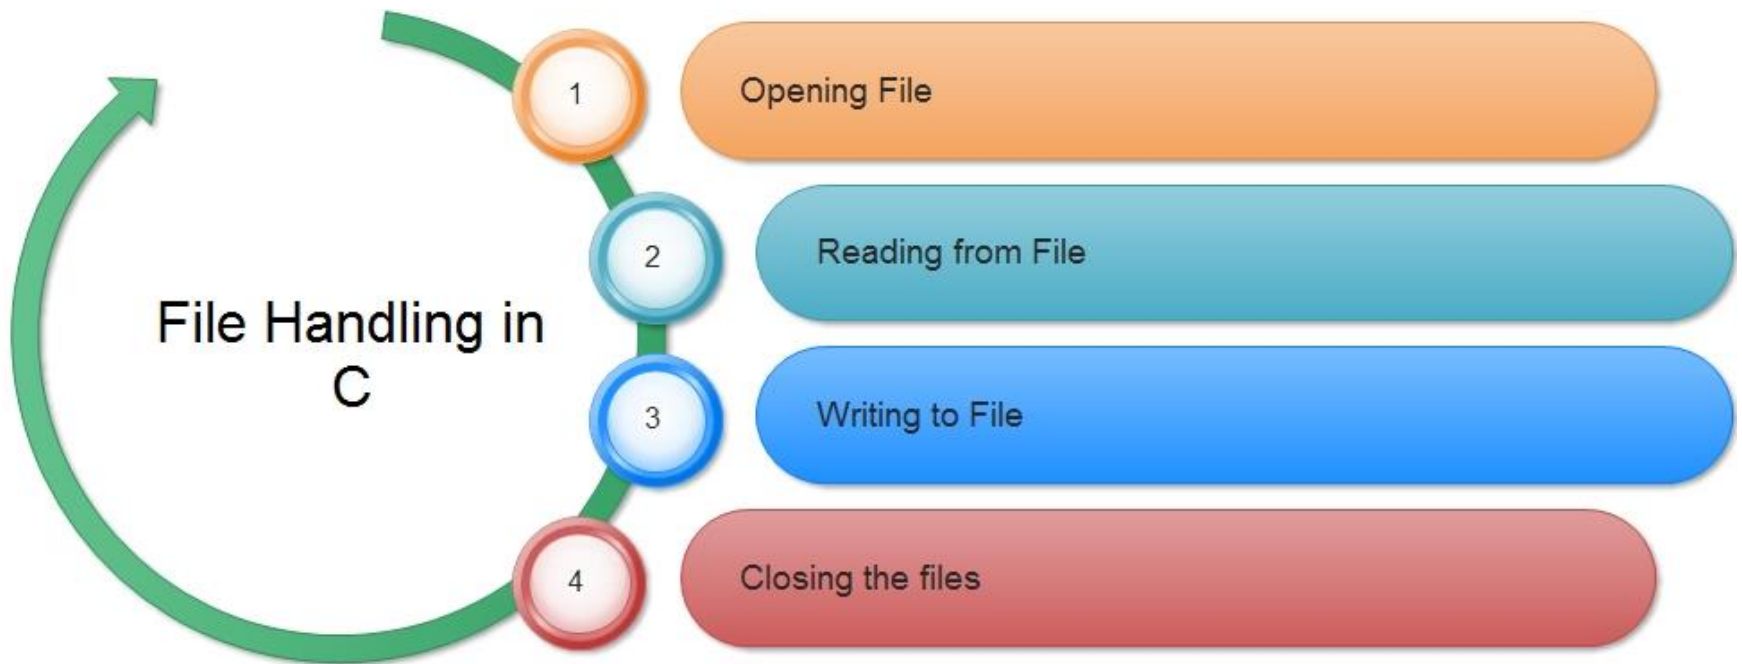 File Handling in
C
1
Opening File
2
Reading from File
3
Writing to File
4
Closing the files